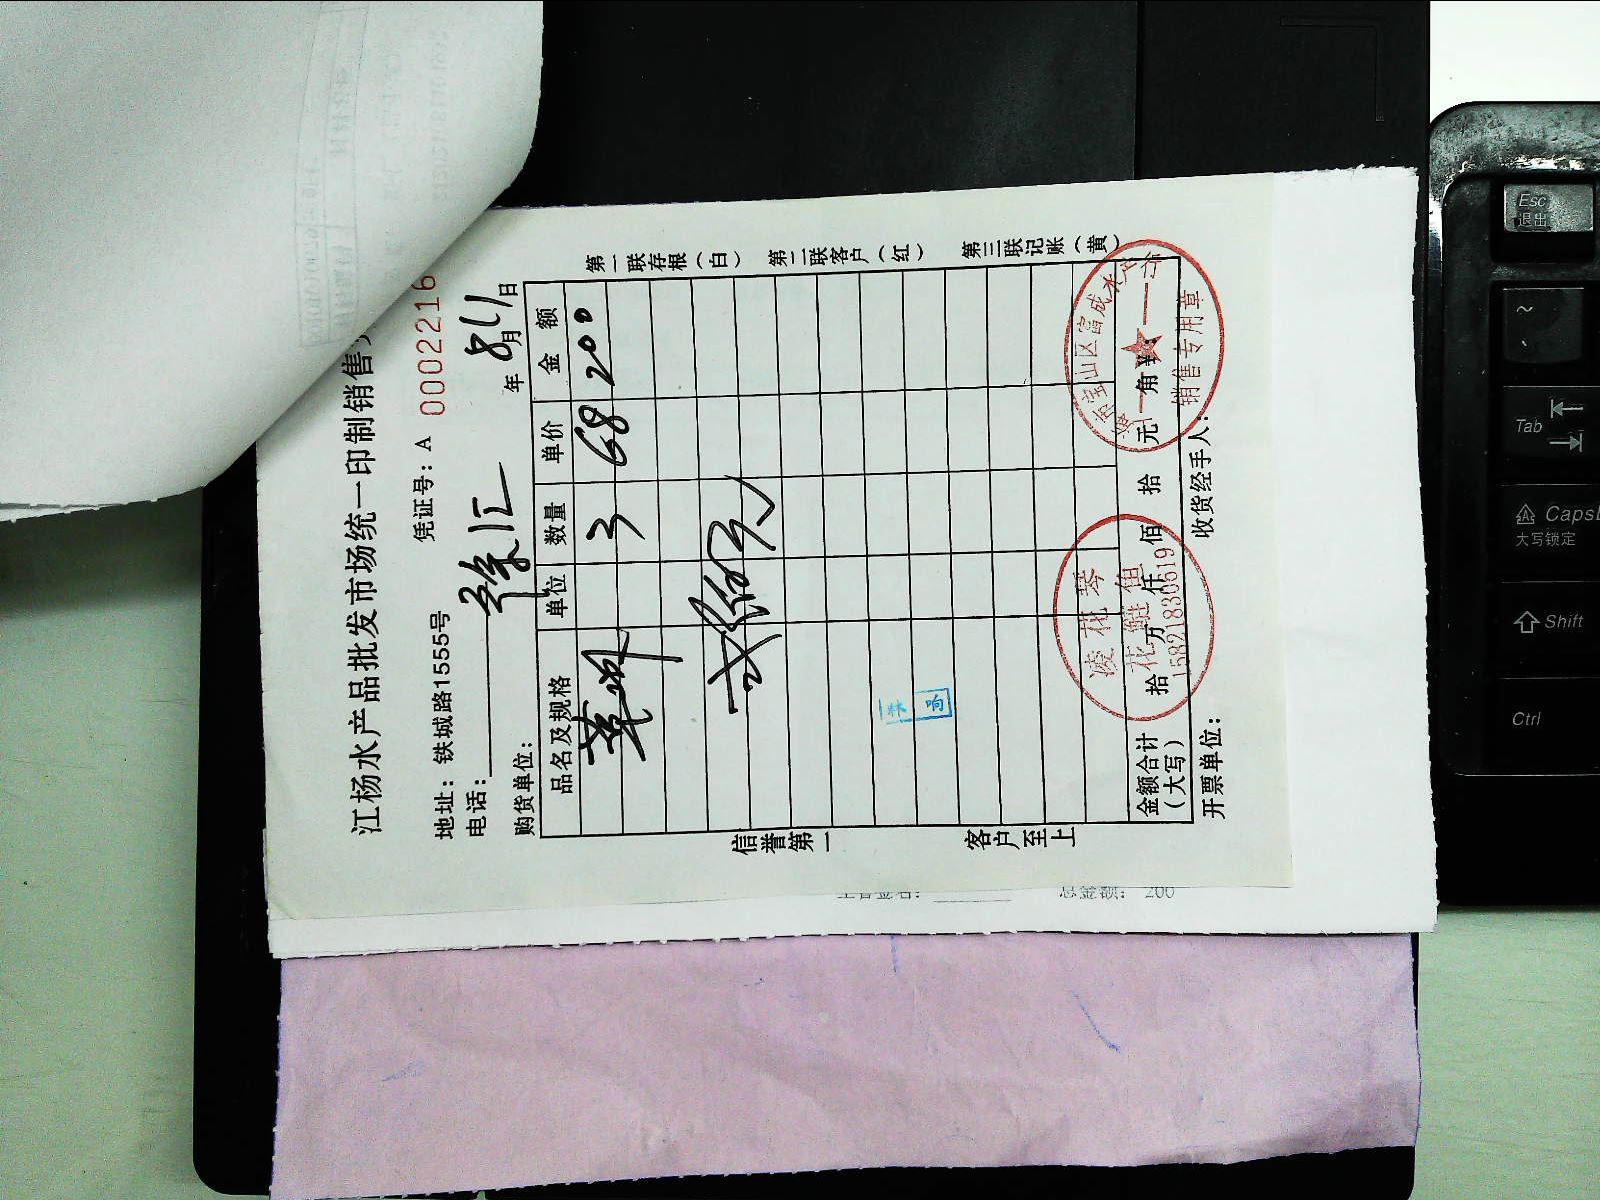 江杨水产品批发市场统一印制销售
凭证号：A 0002216
地址：铁城路1555号
电话：
购货单位：徐汇
年 8月11日
品名及规格 单位 数量 单价 金额
3 68 200
第一联存根（白） 第二联客户（红） 第三联记账（黄）
信誉第一 客户至上
金额合计（大写） 拾 万 仟 佰 拾 元 角
开票单位： 收货经手人：
凌花琴
花鲢鱼
15821830619
宝山区富成水产
销售专用章
总金额： 200
Esc
退出
~
Tab
Caps
大写锁定
Shift
Ctrl